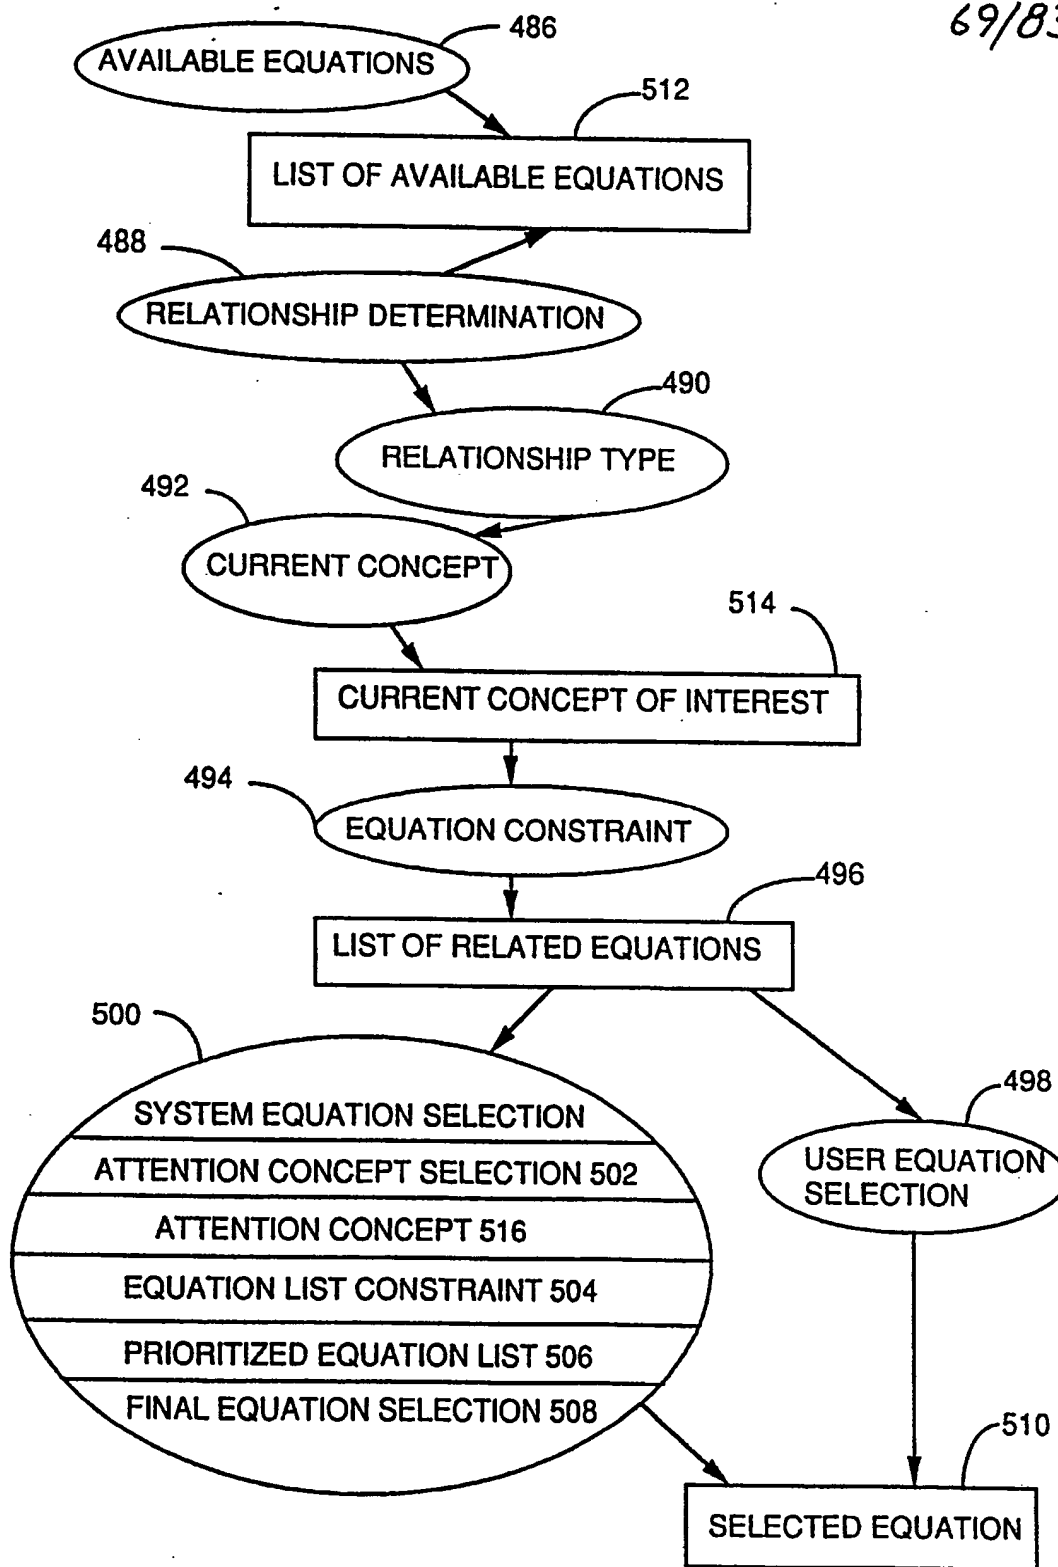 69/83
486
AVAILABLE EQUATIONS
512
LIST OF AVAILABLE EQUATIONS
488
RELATIONSHIP DETERMINATION
490
RELATIONSHIP TYPE
492
CURRENT CONCEPT
514
CURRENT CONCEPT OF INTEREST
494
EQUATION CONSTRAINT
496
LIST OF RELATED EQUATIONS
500
SYSTEM EQUATION SELECTION
ATTENTION CONCEPT SELECTION 502
ATTENTION CONCEPT 516
EQUATION LIST CONSTRAINT 504
PRIORITIZED EQUATION LIST 506
FINAL EQUATION SELECTION 508
498
USER EQUATION
SELECTION
510
SELECTED EQUATION